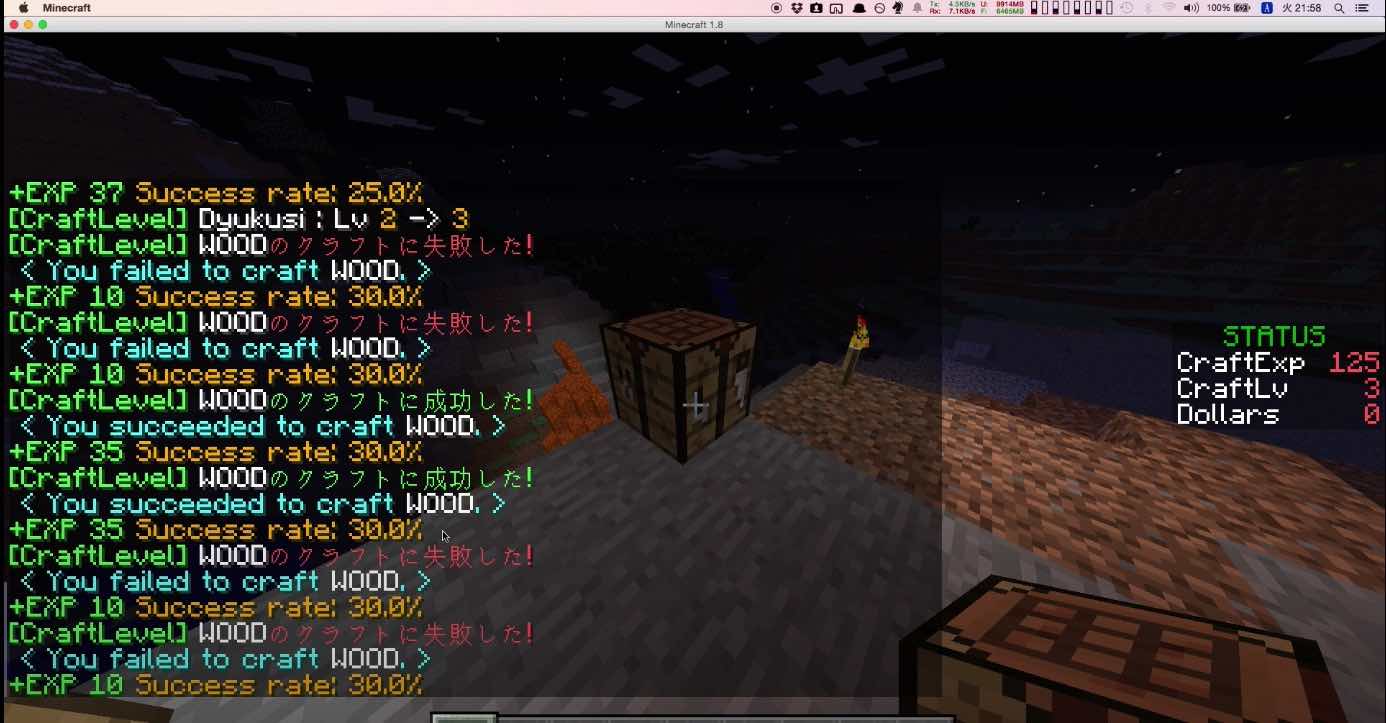 Minecraft
Tx: 4.3KB/s U: 9914MB
Rx: 7.1KB/s F: 6465MB
100%
A
火 21:58
Minecraft 1.8
+EXP 37 Success rate: 25.0%
[CraftLevel] Dyukusi : Lv 2 -> 3
[CraftLevel] WOODのクラフトに失敗した!
< You failed to craft WOOD. >
+EXP 10 Success rate: 30.0%
[CraftLevel] WOODのクラフトに失敗した!
< You failed to craft WOOD. >
+EXP 10 Success rate: 30.0%
[CraftLevel] WOODのクラフトに成功した!
< You succeeded to craft WOOD. >
+EXP 35 Success rate: 30.0%
[CraftLevel] WOODのクラフトに成功した!
< You succeeded to craft WOOD. >
+EXP 35 Success rate: 30.0%
[CraftLevel] WOODのクラフトに失敗した!
< You failed to craft WOOD. >
+EXP 10 Success rate: 30.0%
[CraftLevel] WOODのクラフトに失敗した!
< You failed to craft WOOD. >
+EXP 10 Success rate: 30.0%
STATUS
CraftExp 125
CraftLv 3
Dollars 0